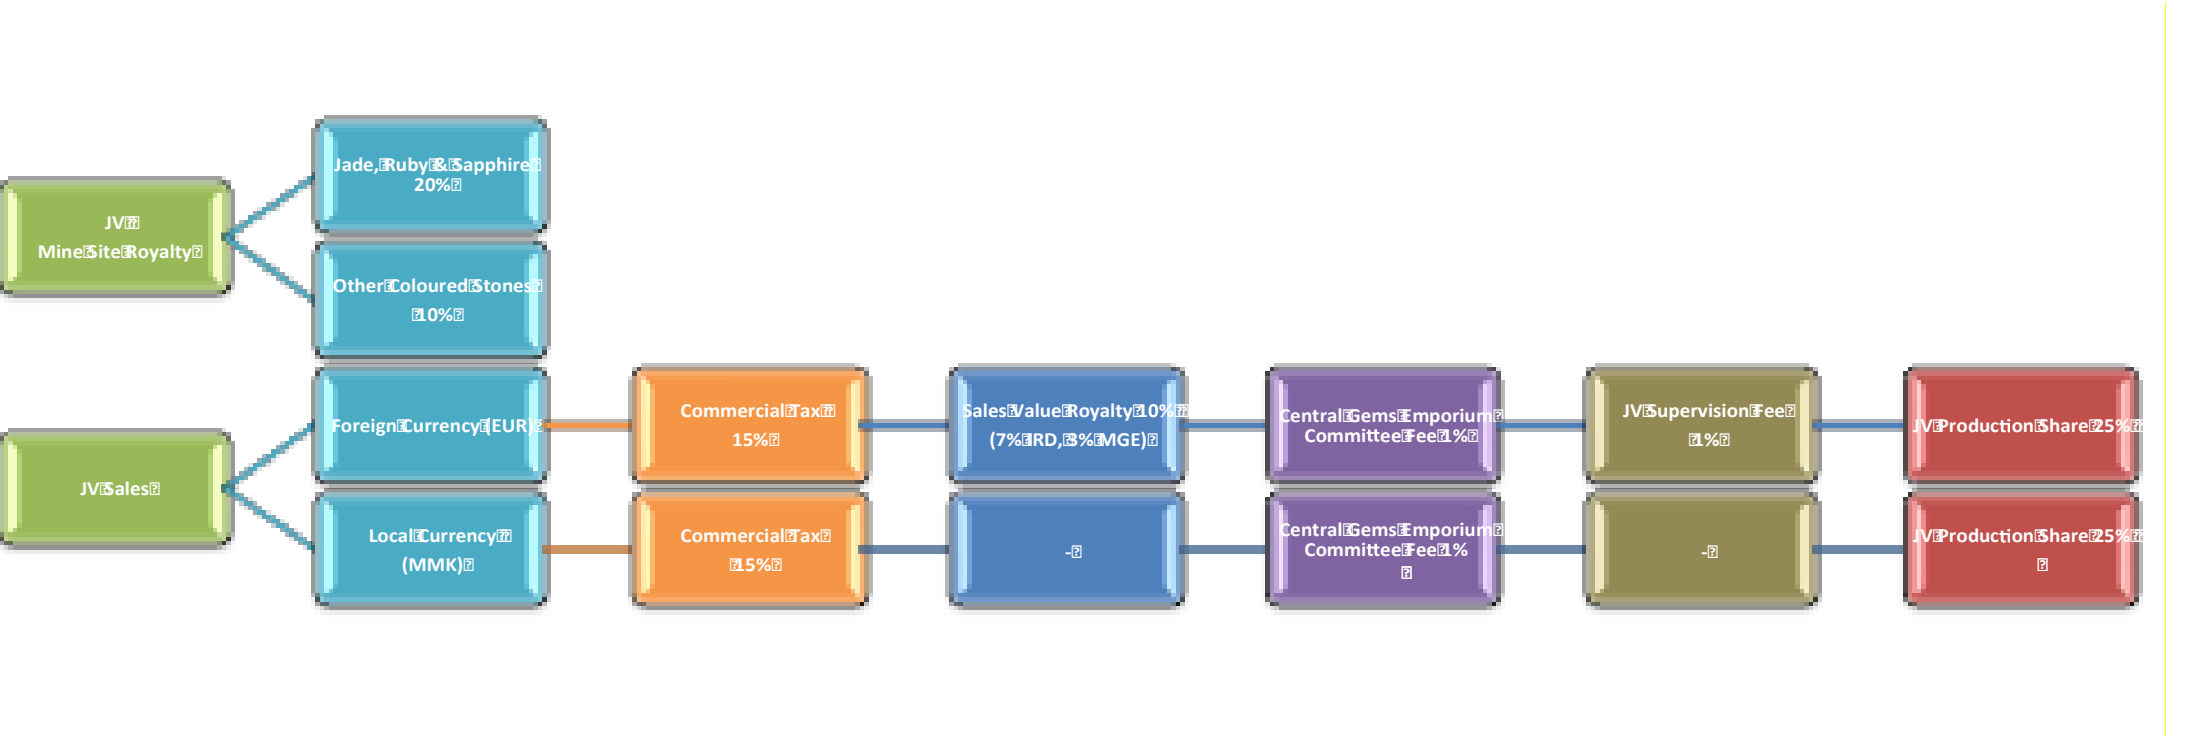 JV
Mine Site Royalty
Jade, Ruby & Sapphire
20%
Other Coloured Stones
10%
JV Sales
Foreign Currency (EUR)
Commercial Tax
15%
Sales Value Royalty 10%
(7% IRD, 3% MGE)
Central Gems Emporium
Committee Fee 1%
JV Supervision Fee
1%
JV Production Share 25%
Local Currency
(MMK)
Commercial Tax
15%
-
Central Gems Emporium
Committee Fee 1%
-
JV Production Share 25%